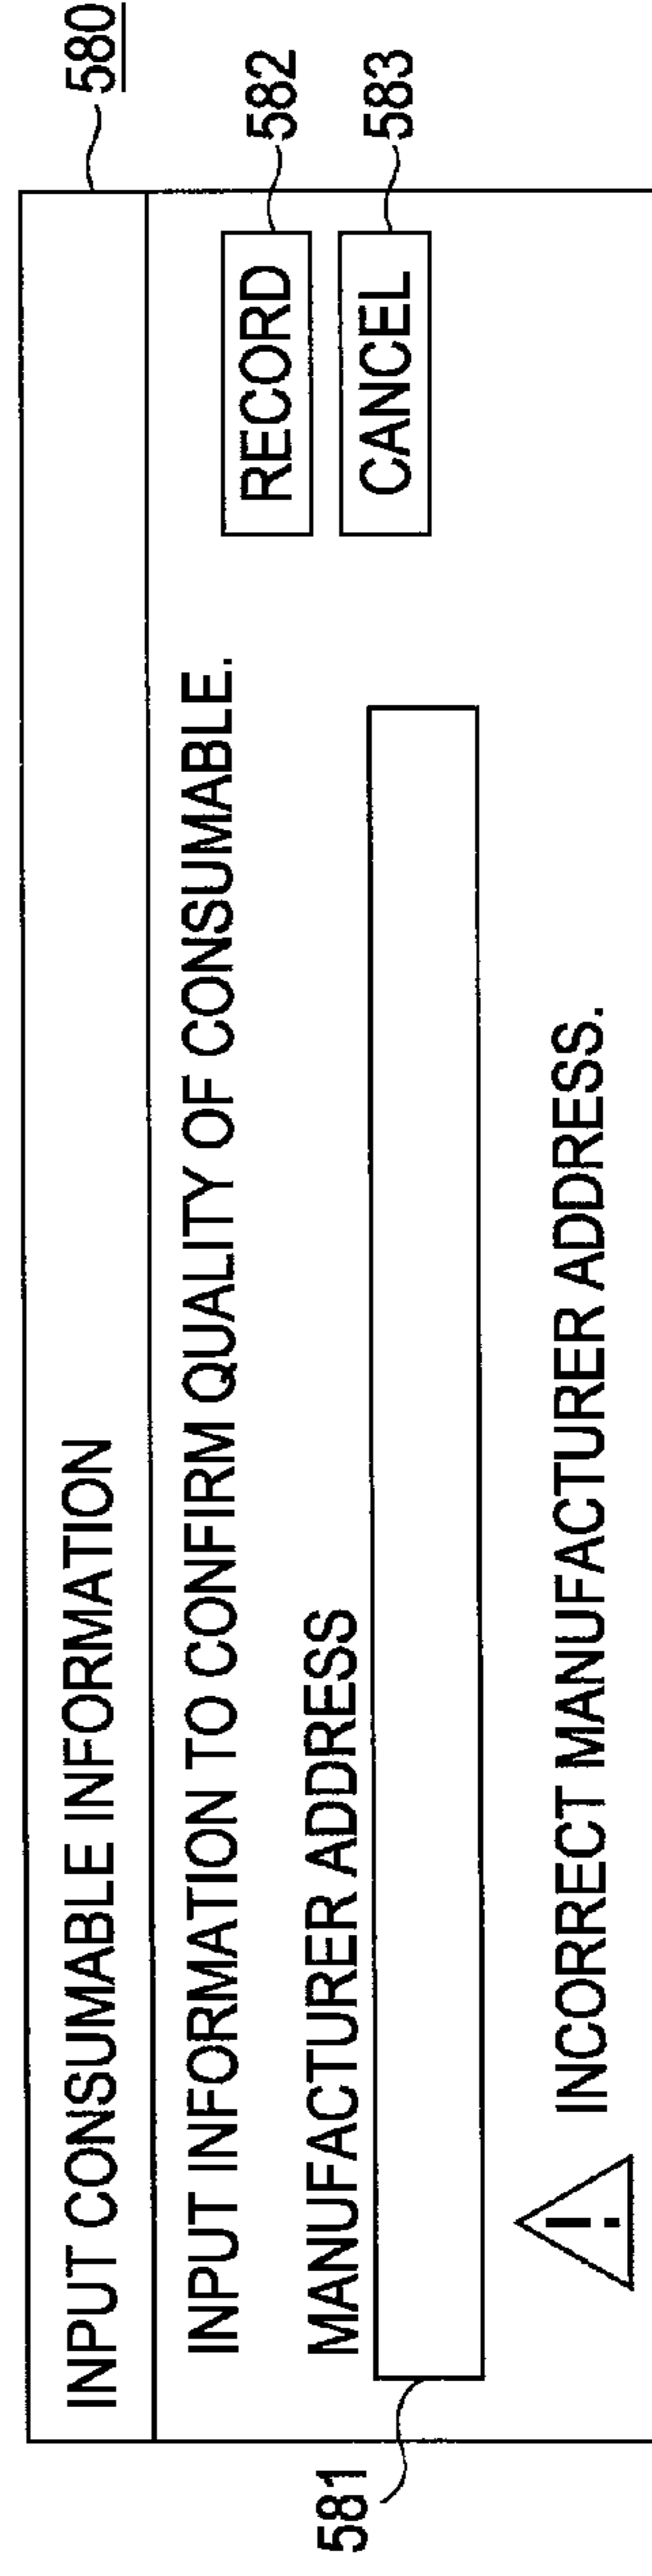 580
INPUT CONSUMABLE INFORMATION
INPUT INFORMATION TO CONFIRM QUALITY OF CONSUMABLE.
RECORD
582
MANUFACTURER ADDRESS
CANCEL
583
581
!
INCORRECT MANUFACTURER ADDRESS.